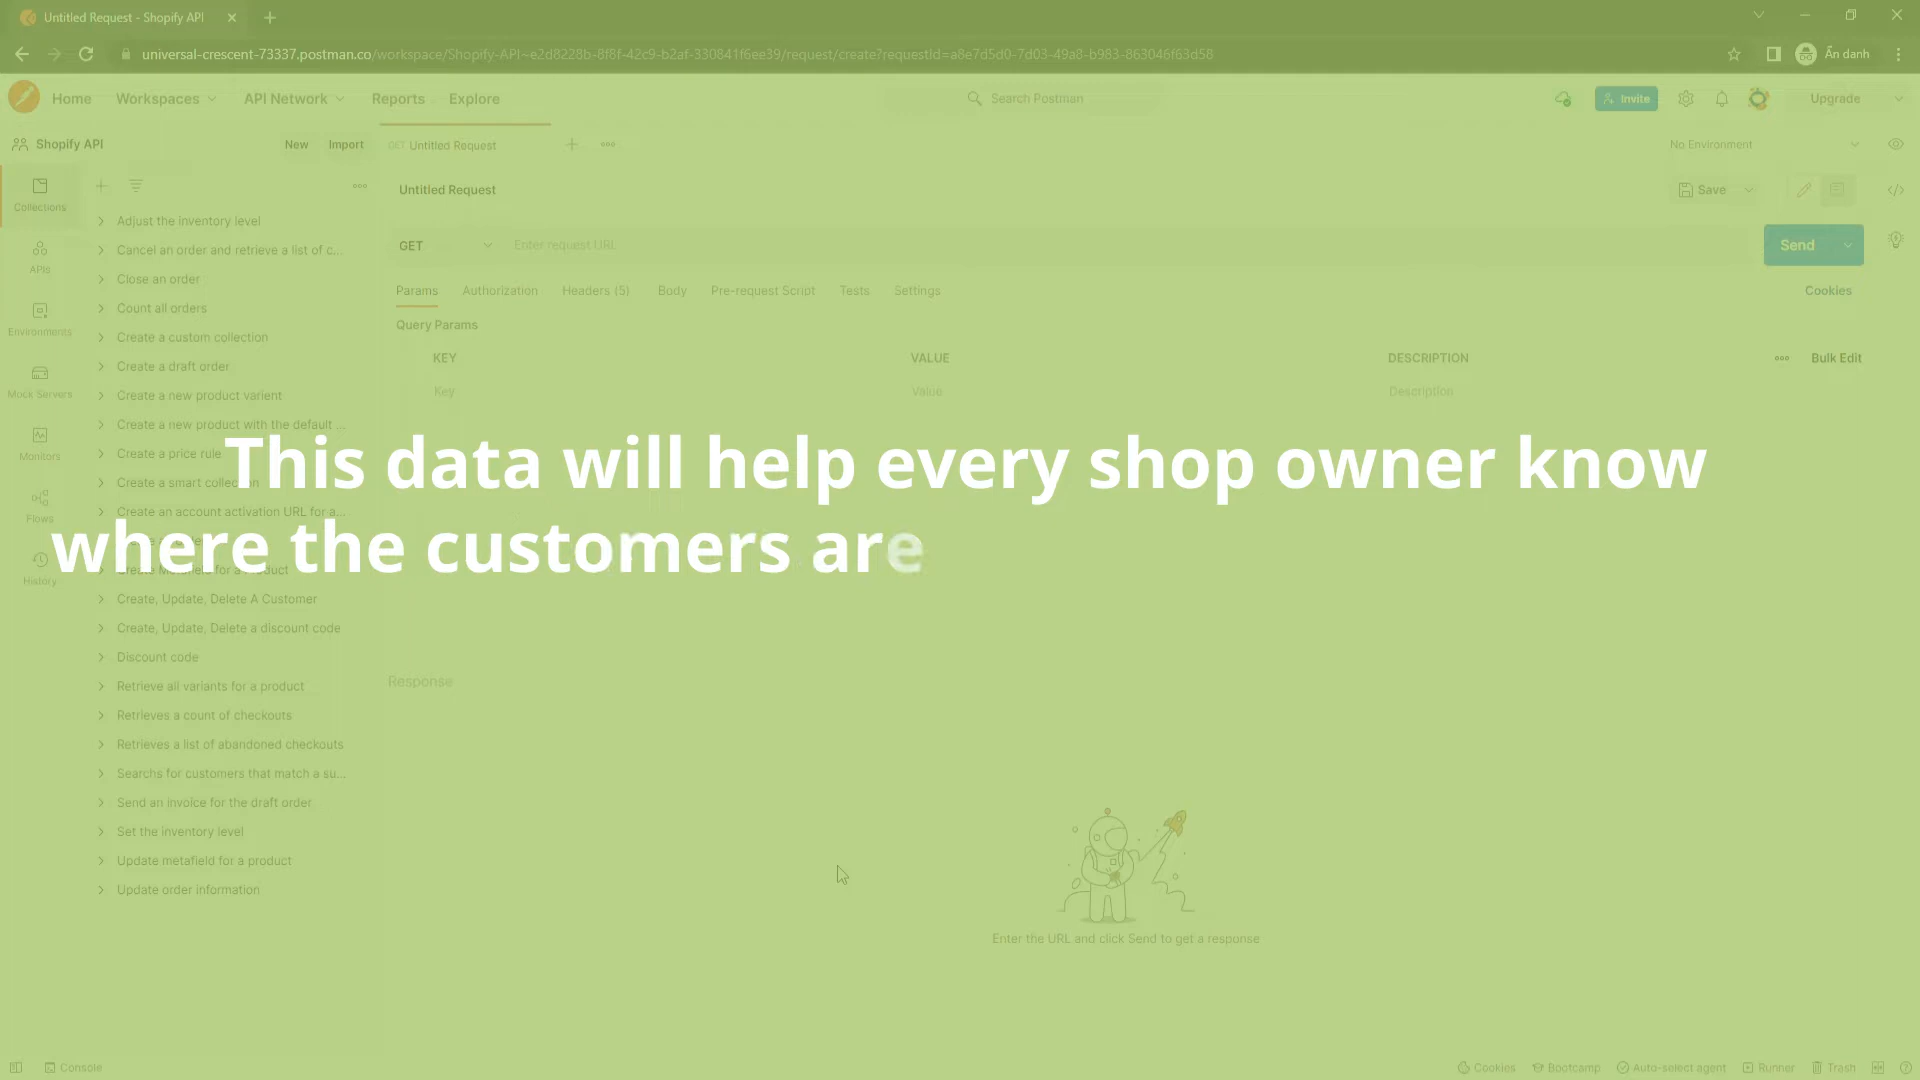 Untitled Request - Shopify API
universal-crescent-73337.postman.co/workspace/Shopify-API~e2d8228b-8f8f-42c9-b2af-330841f6ee39/request/create?requestId=a8e7d5d0-7d03-49a8-b983-863046f63d58
Ẩn danh
Home Workspaces API Network Reports Explore
Search Postman
Invite
Upgrade
Shopify API
New Import
GET Untitled Request
No Environment
Untitled Request
Save
Collections
APIs
Environments
Mock Servers
Monitors
Flows
History
Adjust the inventory level
Cancel an order and retrieve a list of c...
Close an order
Count all orders
Create a custom collection
Create a draft order
Create a new product varient
Create a new product with the default ...
Create a price rule
Create a smart collection
Create an account activation URL for a...
Create, Update, Delete A Customer
Create, Update, Delete a discount code
Discount code
Retrieve all variants for a product
Retrieves a count of checkouts
Retrieves a list of abandoned checkouts
Searchs for customers that match a su...
Send an invoice for the draft order
Set the inventory level
Update metafield for a product
Update order information
GET Enter request URL
Send
Params Authorization Headers (5) Body Pre-request Script Tests Settings
Cookies
Query Params
KEY VALUE DESCRIPTION
Bulk Edit
Key Value Description
This data will help every shop owner know
where the customers are
Response
Enter the URL and click Send to get a response
Console
Cookies Bootcamp Auto-select agent Runner Trash